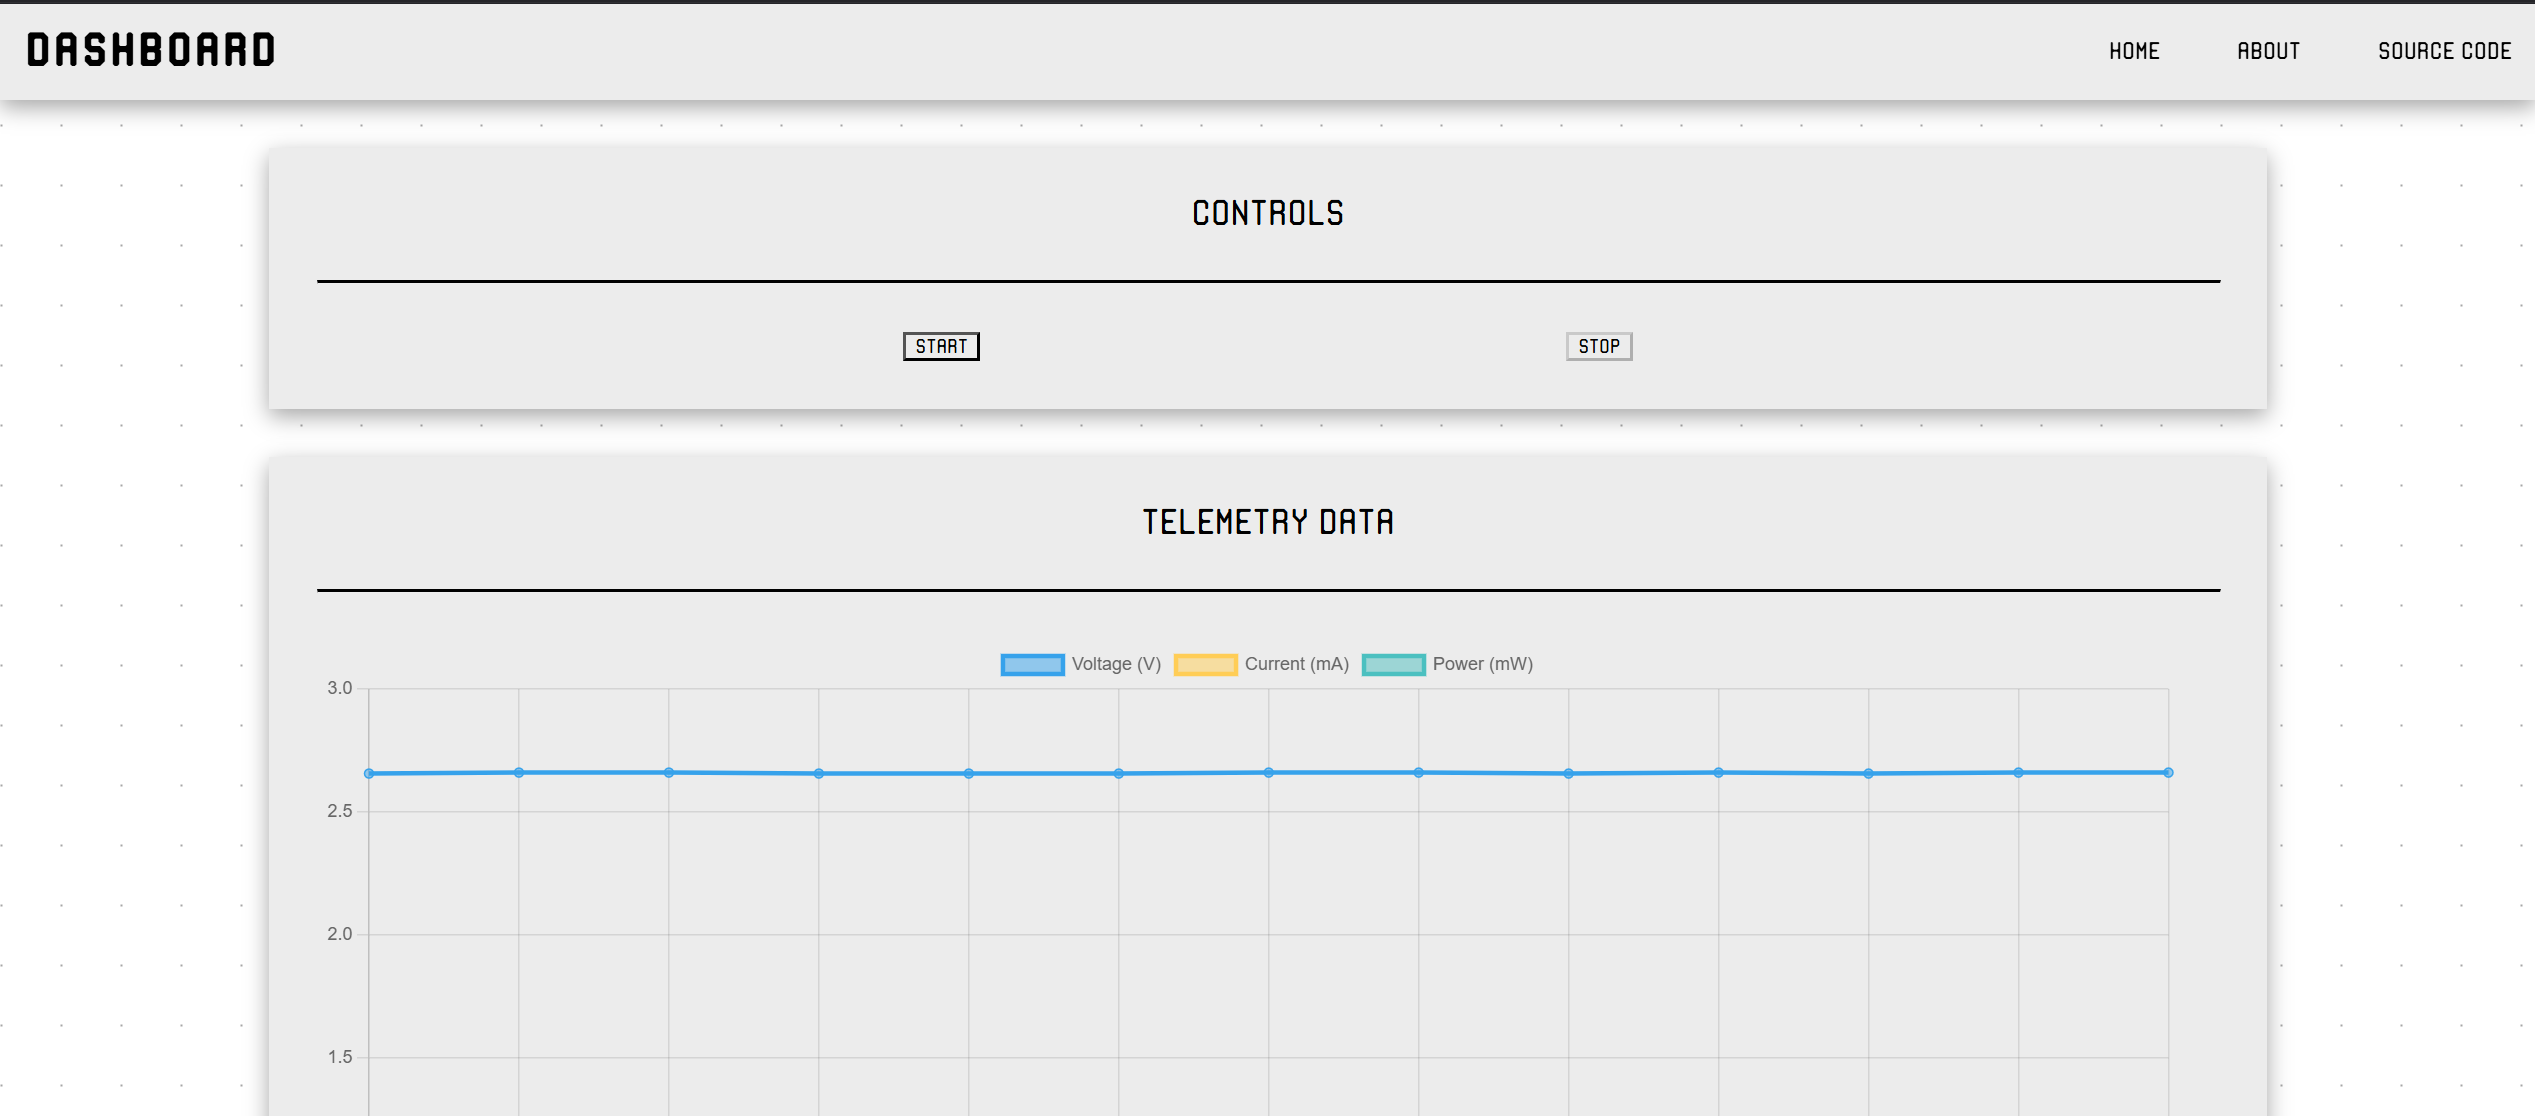 DASHBOARD
HOME ABOUT SOURCE CODE
CONTROLS
START STOP
TELEMETRY DATA
Voltage (V) Current (mA) Power (mW)
3.0
2.5
2.0
1.5